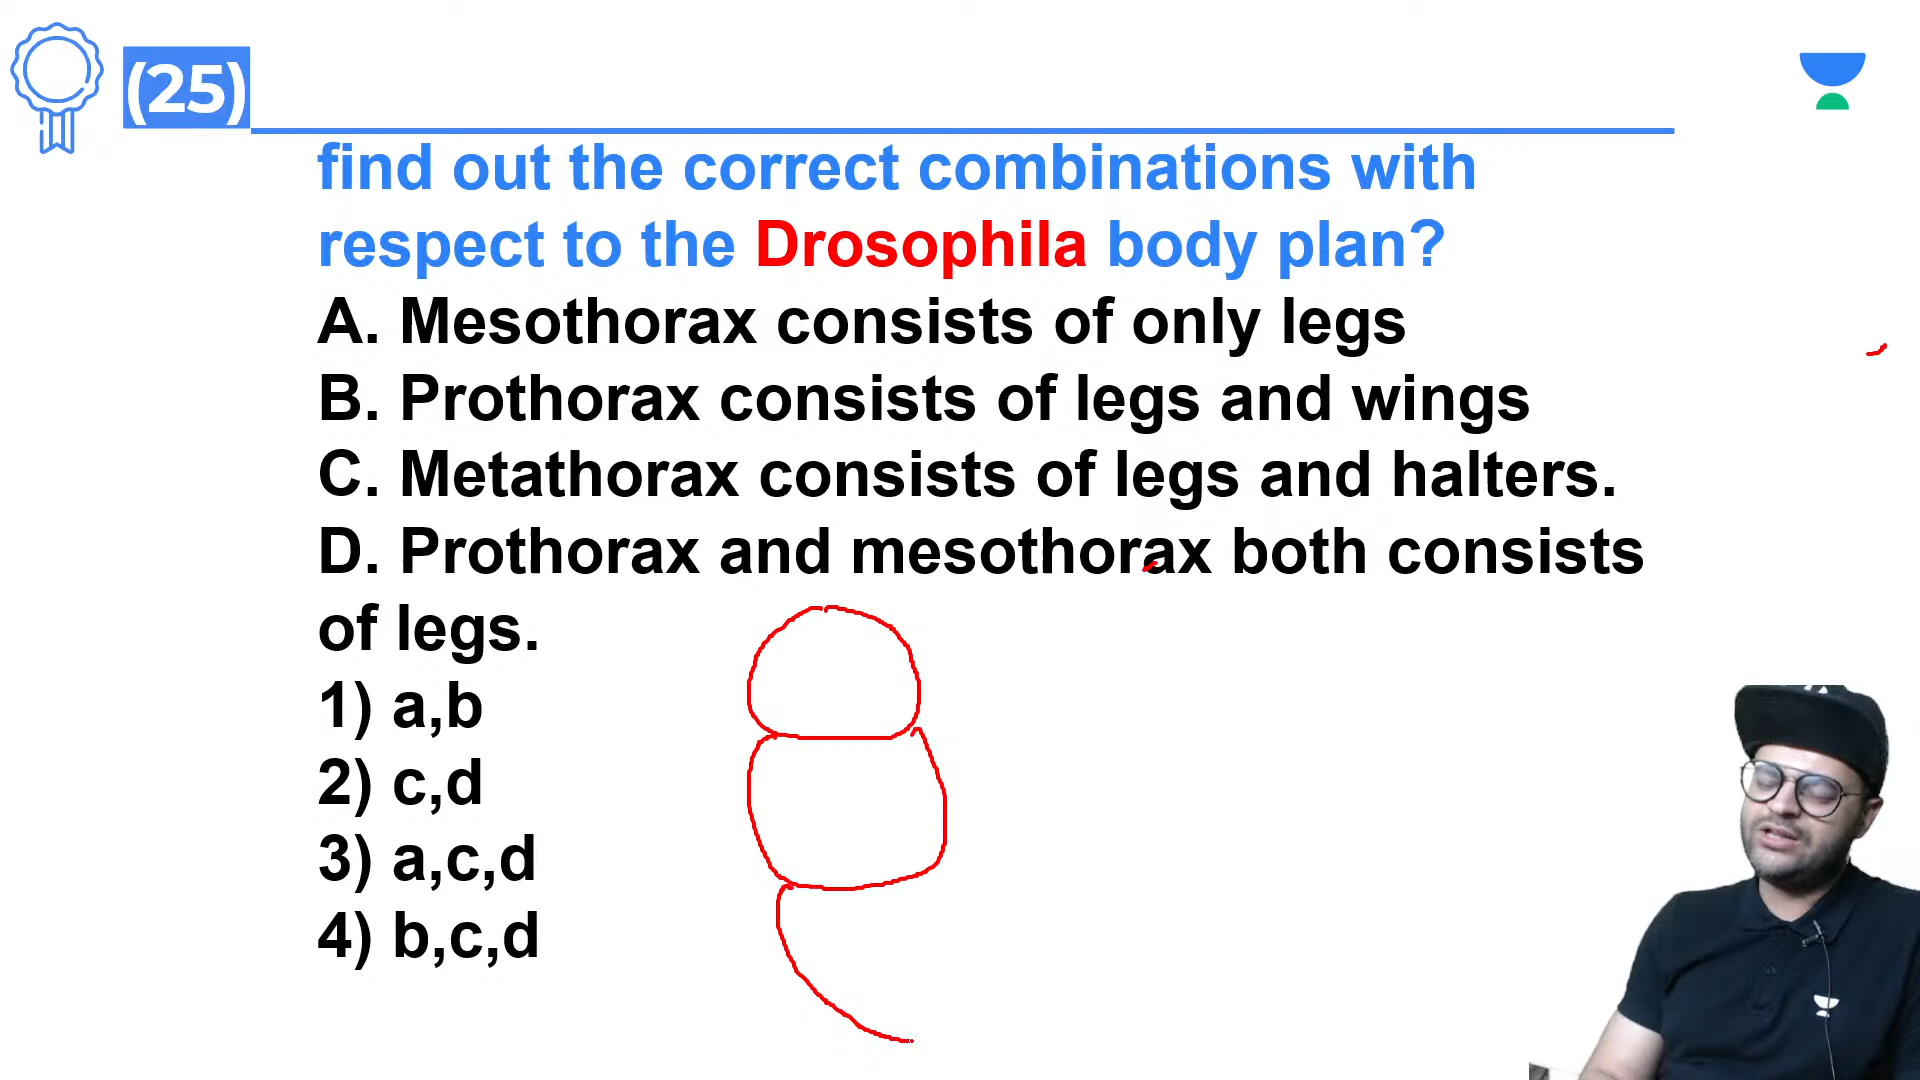 (25)
find out the correct combinations with
respect to the Drosophila body plan?
A. Mesothorax consists of only legs
B. Prothorax consists of legs and wings
C. Metathorax consists of legs and halters.
D. Prothorax and mesothorax both consists
of legs.
1) a,b
2) c,d
3) a,c,d
4) b,c,d